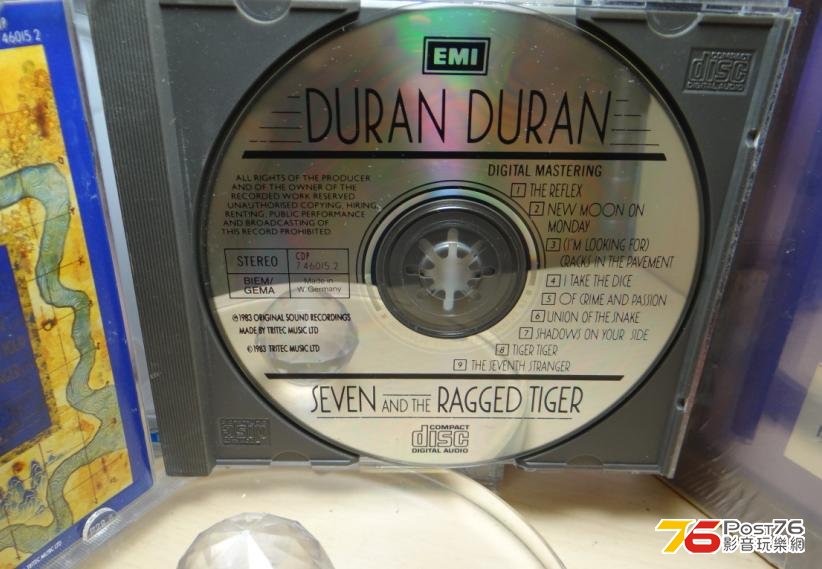 DP
46015 2
EMI
COMPACT
disc
DIGITAL AUDIO
DURAN DURAN
ALL RIGHTS OF THE PRODUCER
AND OF THE OWNER OF THE
RECORDED WORK RESERVED
UNAUTHORISED COPYING, HIRING,
RENTING, PUBLIC PERFORMANCE
AND BROADCASTING OF
THIS RECORD PROHIBITED
STEREO
CDP
7 46015 2
BIEM/
GEMA
Made in
W. Germany
℗1983 ORIGINAL SOUND RECORDINGS
MADE BY TRITEC MUSIC LTD
©1983 TRITEC MUSIC LTD
DIGITAL MASTERING
1 THE REFLEX
2 NEW MOON ON
MONDAY
3 (I'M LOOKING FOR)
CRACKS IN THE PAVEMENT
4 I TAKE THE DICE
5 OF CRIME AND PASSION
6 UNION OF THE SNAKE
7 SHADOWS ON YOUR SIDE
8 TIGER TIGER
9 THE SEVENTH STRANGER
SEVEN AND THE RAGGED TIGER
COMPACT
disc
DIGITAL AUDIO
TRITEC MUSIC LTD
76 Post76
影音玩樂網